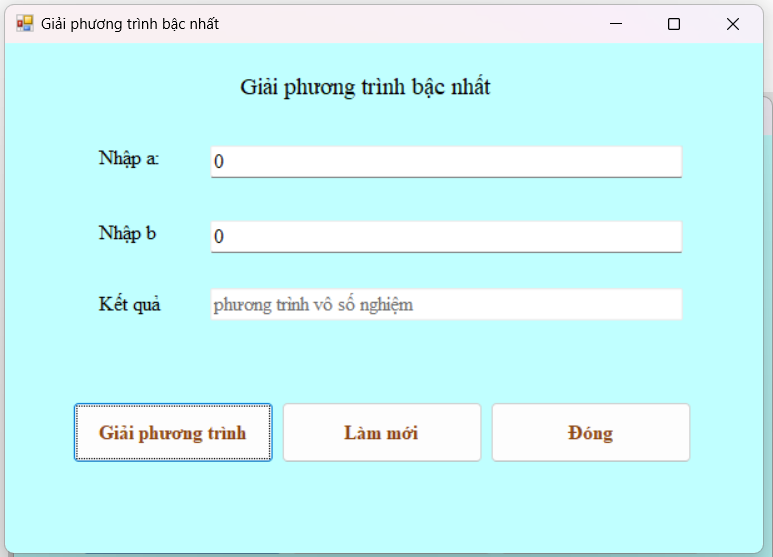 Giải phương trình bậc nhất
Giải phương trình bậc nhất
Nhập a:
0
Nhập b
0
Kết quả
phương trình vô số nghiệm
Giải phương trình
Làm mới
Đóng